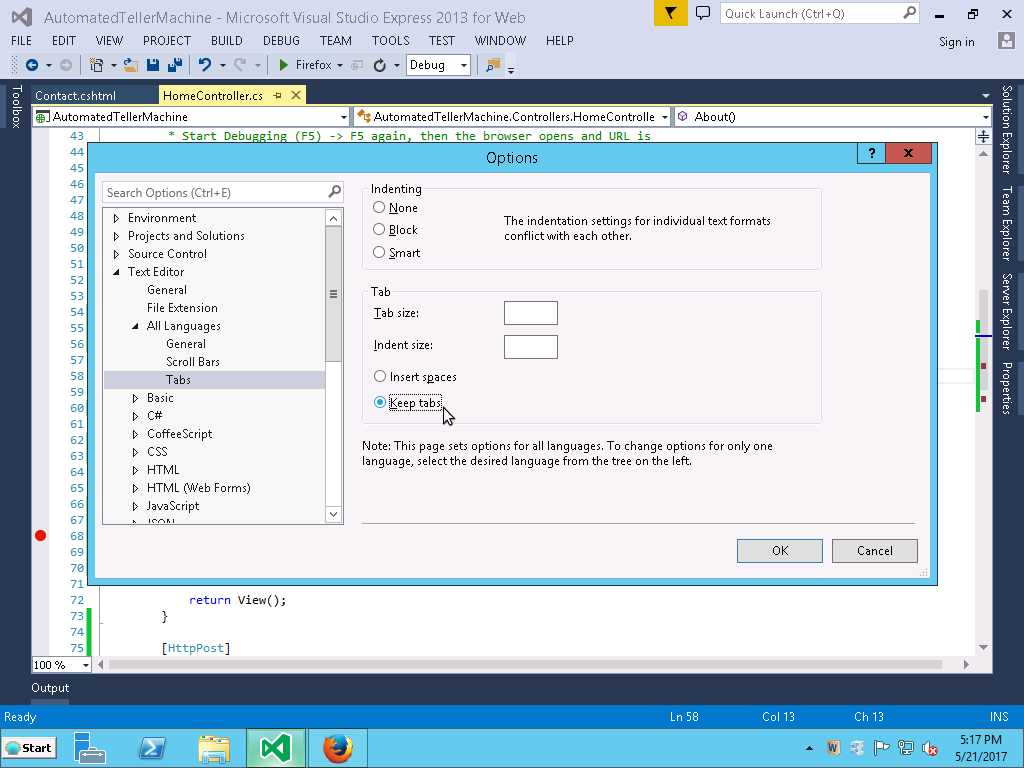 AutomatedTellerMachine - Microsoft Visual Studio Express 2013 for Web
Quick Launch (Ctrl+Q)
FILE EDIT VIEW PROJECT BUILD DEBUG TEAM TOOLS TEST WINDOW HELP
Sign in
Firefox
Debug
Toolbox
Contact.cshtml
HomeController.cs
AutomatedTellerMachine
AutomatedTellerMachine.Controllers.HomeControlle
About()
Solution Explorer
Team Explorer
Server Explorer
Properties
43 * Start Debugging (F5) -> F5 again, then the browser opens and URL is
44
45
46
47
48
49
50
51
52
53
54
55
56
57
58
59
60
61
62
63
64
65
66
67
68
69
70
71
72 return View();
73 }
74
75 [HttpPost]
Options
?
Search Options (Ctrl+E)
Environment
Projects and Solutions
Source Control
Text Editor
General
File Extension
All Languages
General
Scroll Bars
Tabs
Basic
C#
CoffeeScript
CSS
HTML
HTML (Web Forms)
JavaScript
JSON
Indenting
None
Block
Smart
The indentation settings for individual text formats
conflict with each other.
Tab
Tab size:
Indent size:
Insert spaces
Keep tabs
Note: This page sets options for all languages. To change options for only one
language, select the desired language from the tree on the left.
OK
Cancel
100 %
Output
Ready
Ln 58
Col 13
Ch 13
INS
Start
5:17 PM
5/21/2017